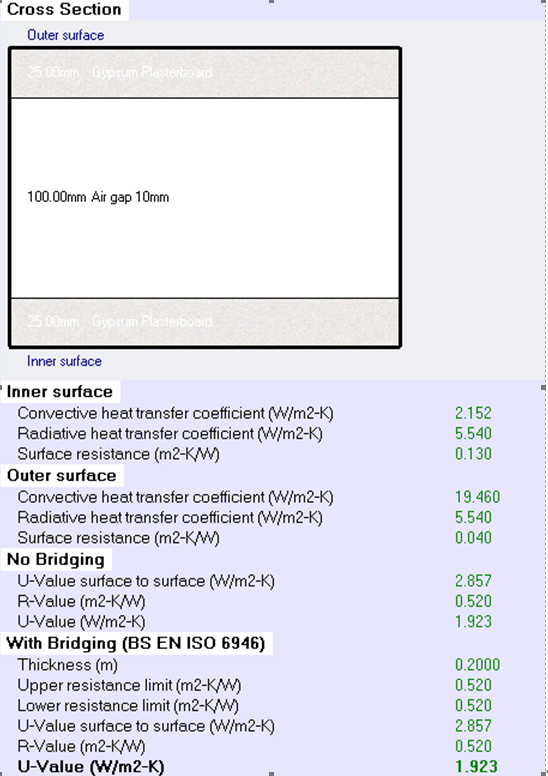 Cross Section
Outer surface
25.00mm Gypsum Plasterboard
100.00mm Air gap 10mm
25.00mm Gypsum Plasterboard
Inner surface
Inner surface
Convective heat transfer coefficient (W/m2-K) 2.152
Radiative heat transfer coefficient (W/m2-K) 5.540
Surface resistance (m2-K/W) 0.130
Outer surface
Convective heat transfer coefficient (W/m2-K) 19.460
Radiative heat transfer coefficient (W/m2-K) 5.540
Surface resistance (m2-K/W) 0.040
No Bridging
U-Value surface to surface (W/m2-K) 2.857
R-Value (m2-K/W) 0.520
U-Value (W/m2-K) 1.923
With Bridging (BS EN ISO 6946)
Thickness (m) 0.2000
Upper resistance limit (m2-K/W) 0.520
Lower resistance limit (m2-K/W) 0.520
U-Value surface to surface (W/m2-K) 2.857
R-Value (m2-K/W) 0.520
U-Value (W/m2-K) 1.923